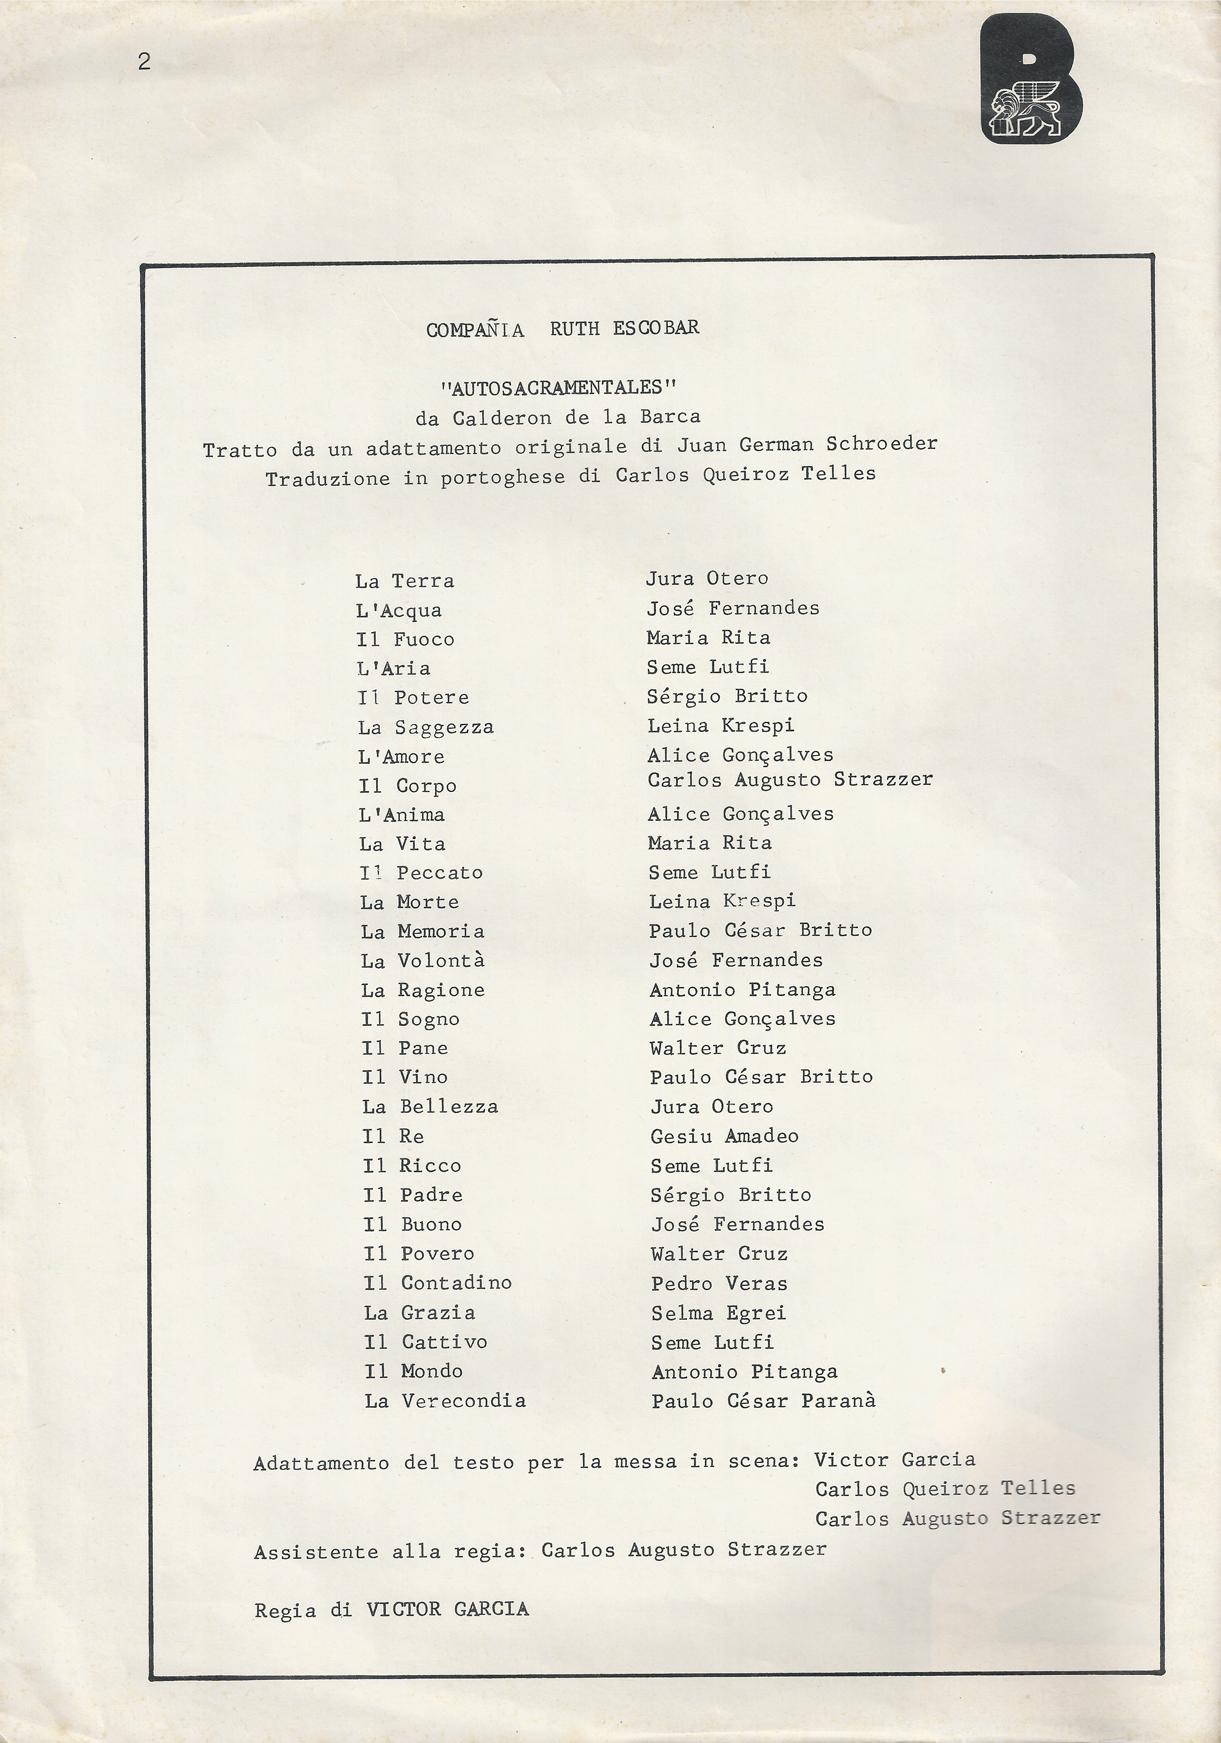 2
B
COMPAÑIA RUTH ESCOBAR
"AUTOSACRAMENTALES"
da Calderon de la Barca
Tratto da un adattamento originale di Juan German Schroeder
Traduzione in portoghese di Carlos Queiroz Telles
La Terra Jura Otero
L'Acqua José Fernandes
Il Fuoco Maria Rita
L'Aria Seme Lutfi
Il Potere Sérgio Britto
La Saggezza Leina Krespi
L'Amore Alice Gonçalves
Il Corpo Carlos Augusto Strazzer
L'Anima Alice Gonçalves
La Vita Maria Rita
Il Peccato Seme Lutfi
La Morte Leina Krespi
La Memoria Paulo César Britto
La Volontà José Fernandes
La Ragione Antonio Pitanga
Il Sogno Alice Gonçalves
Il Pane Walter Cruz
Il Vino Paulo César Britto
La Bellezza Jura Otero
Il Re Gesiu Amadeo
Il Ricco Seme Lutfi
Il Padre Sérgio Britto
Il Buono José Fernandes
Il Povero Walter Cruz
Il Contadino Pedro Veras
La Grazia Selma Egrei
Il Cattivo Seme Lutfi
Il Mondo Antonio Pitanga
La Verecondia Paulo César Paranà
Adattamento del testo per la messa in scena: Victor Garcia
Carlos Queiroz Telles
Carlos Augusto Strazzer
Assistente alla regia: Carlos Augusto Strazzer
Regia di VICTOR GARCIA